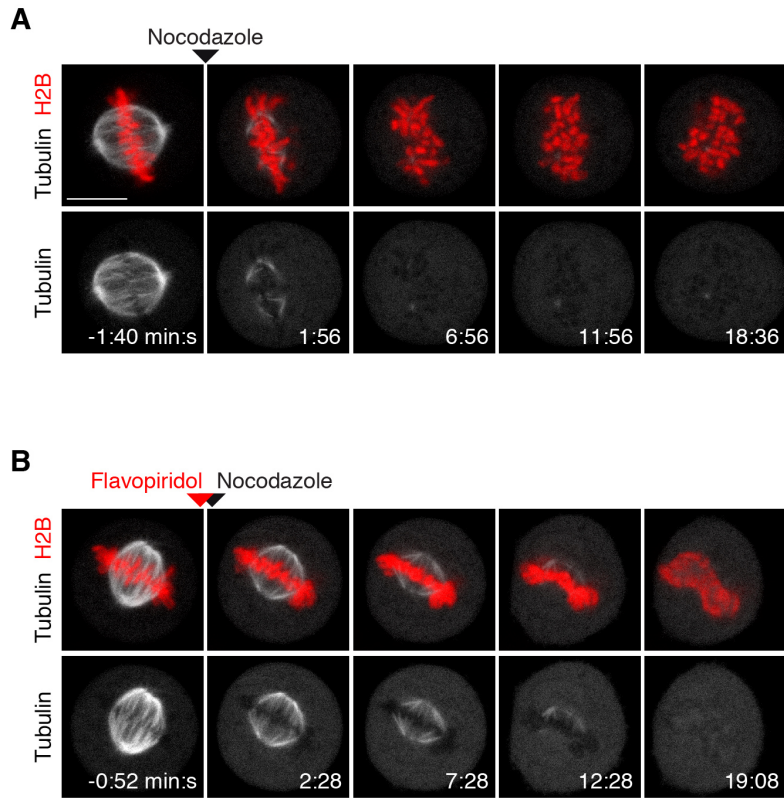 A
Nocodazole
Tubulin H2B
Tubulin
-1:40 min:s
1:56
6:56
11:56
18:36
B
Flavopiridol Nocodazole
Tubulin H2B
Tubulin
-0:52 min:s
2:28
7:28
12:28
19:08